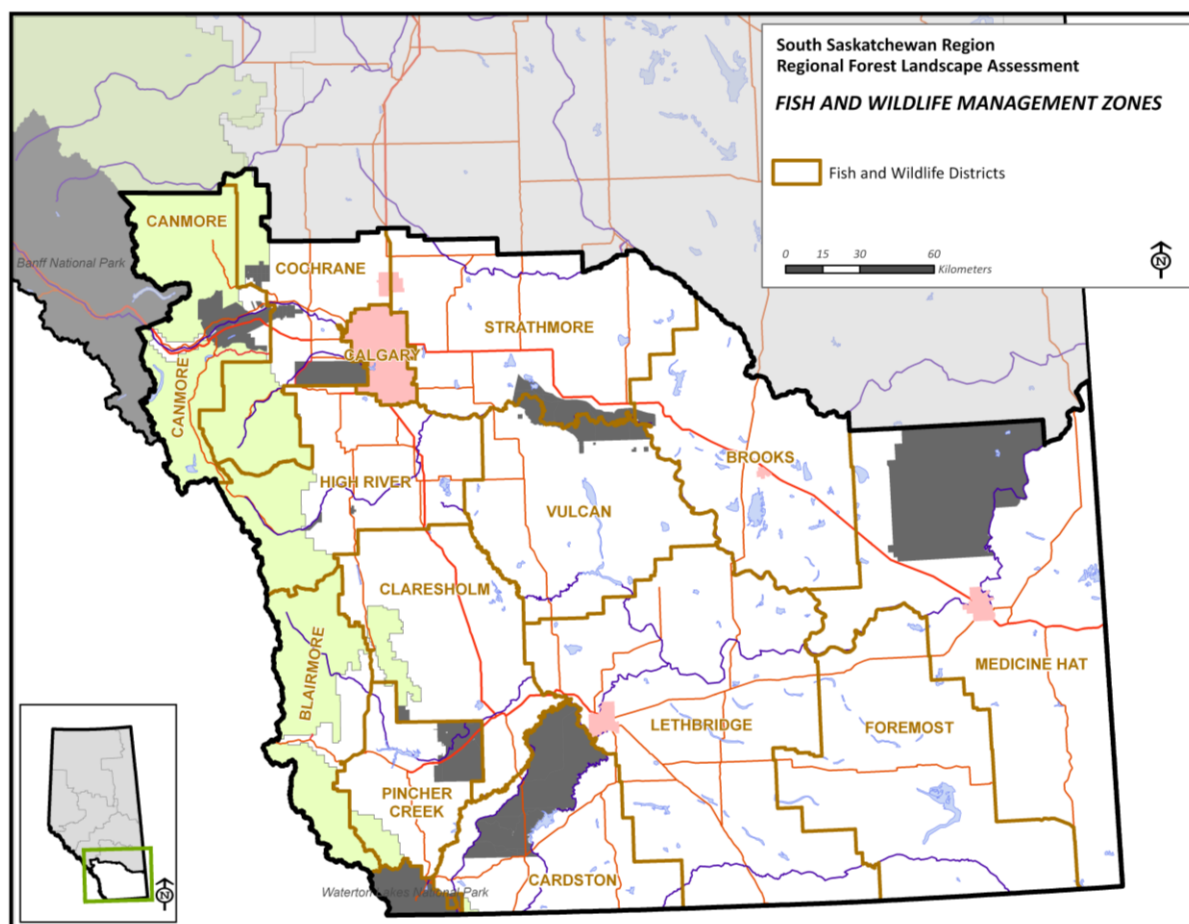 South Saskatchewan Region
Regional Forest Landscape Assessment
FISH AND WILDLIFE MANAGEMENT ZONES
Fish and Wildlife Districts
0 15 30 60
Kilometers
N
CANMORE
Banff National Park
COCHRANE
STRATHMORE
CALGARY
CANMORE
BROOKS
HIGH RIVER
VULCAN
CLARESHOLM
BLAIRMORE
MEDICINE HAT
LETHBRIDGE
FOREMOST
PINCHER
CREEK
CARDSTON
Waterton Lakes National Park
N